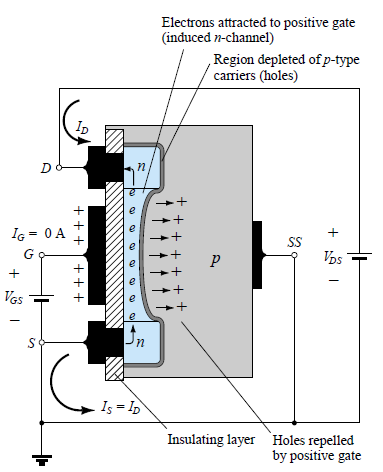 Electrons attracted to positive gate
(induced n-channel)
Region depleted of p-type
carriers (holes)
I_D
D
n
e
+
e
+
+
e
+
I_G = 0 A
+
e
+
+
G
e
+
p
SS
V_DS
+
+
e
+
−
V_GS
+
e
+
−
+
e
+
e
S
n
I_S = I_D
Insulating layer
Holes repelled
by positive gate